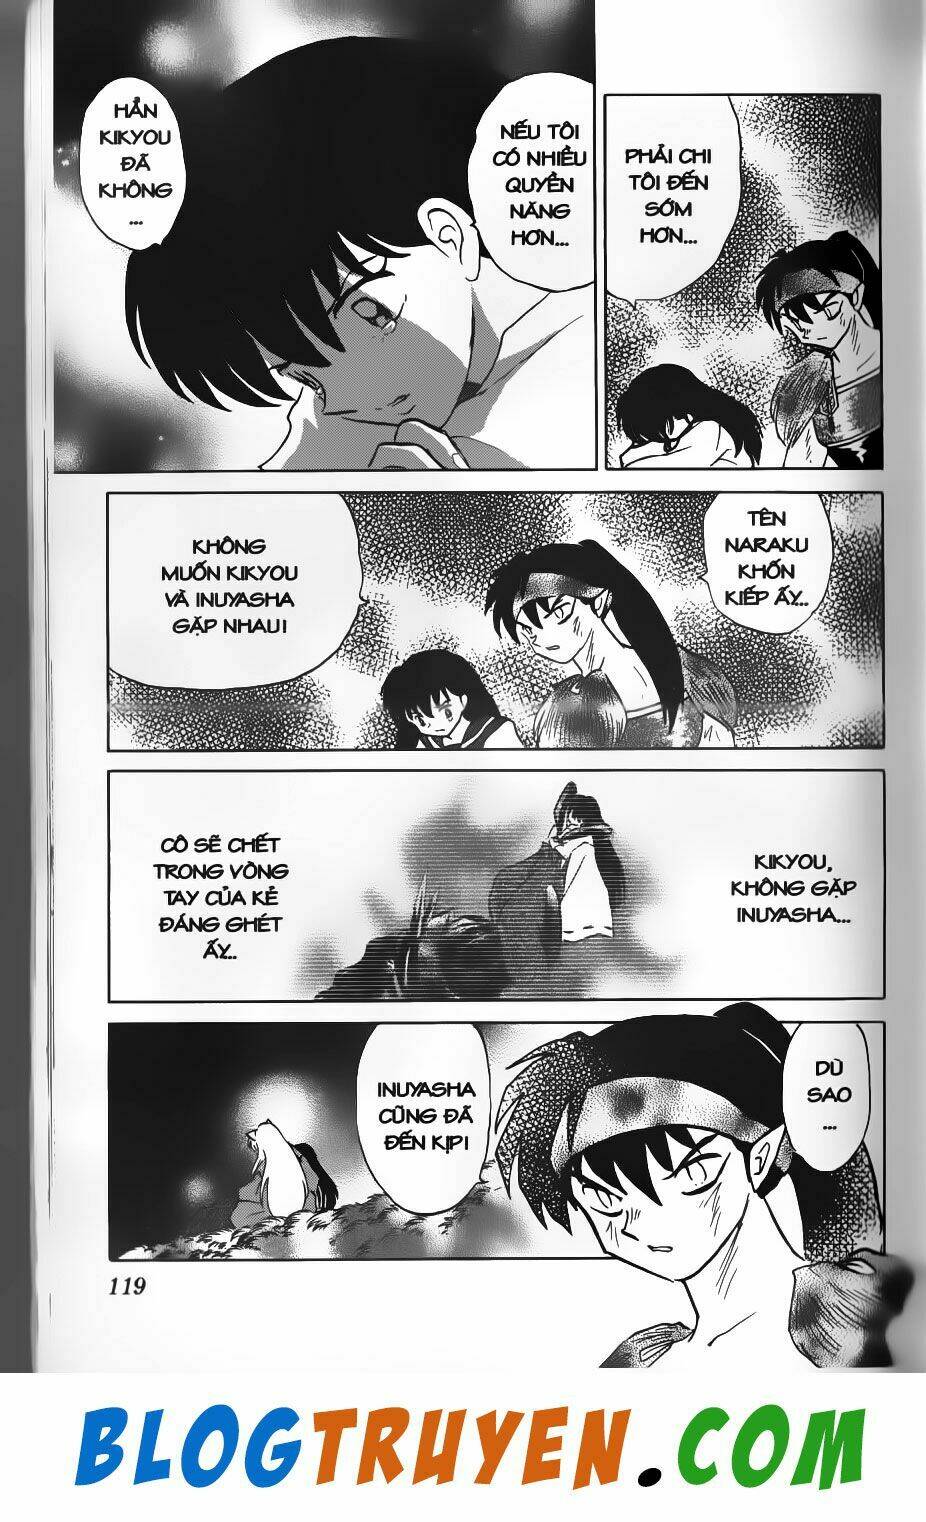 PHẢI CHI
TÔI ĐẾN
SỚM
HƠN...
NẾU TÔI
CÓ NHIỀU
QUYỀN
NĂNG
HƠN...
HẲN
KIKYOU
ĐÃ
KHÔNG
...
TÊN
NARAKU
KHỐN
KIẾP ẤY...
KHÔNG
MUỐN KIKYOU
VÀ INUYASHA
GẶP NHAU!
KIKYOU,
KHÔNG GẶP
INUYASHA...
CÔ SẼ CHẾT
TRONG VÒNG
TAY CỦA KẺ
ĐÁNG GHÉT
ẤY...
DÙ
SAO
...
INUYASHA
CŨNG ĐÃ
ĐẾN KỊP!
119
BLOGTRUYEN.COM